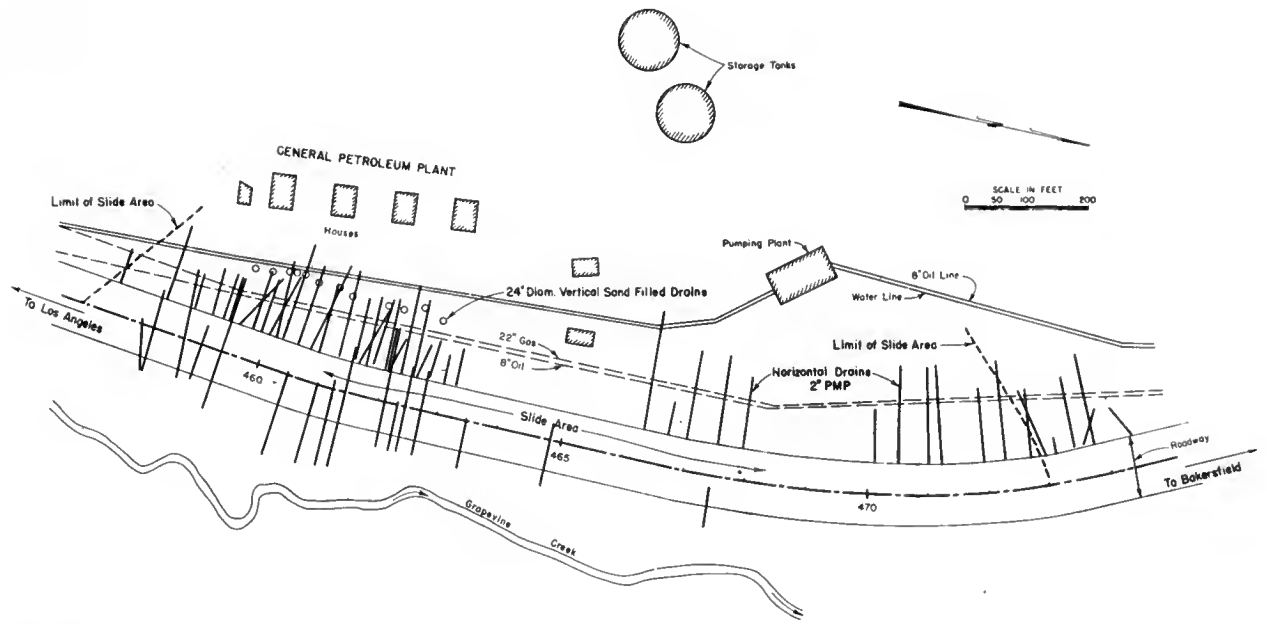 Storage Tanks
GENERAL PETROLEUM PLANT
SCALE IN FEET
0 50 100 200
Limit of Slide Area
Houses
Pumping Plant
8" Oil Line
Water Line
24" Diam. Vertical Sand Filled Drains
To Los Angeles
22" Gas
8" Oil
Limit of Slide Area
Horizontal Drains
2" PMP
460
Slide Area
465
470
Roadway
To Bakersfield
Grapevine
Creek